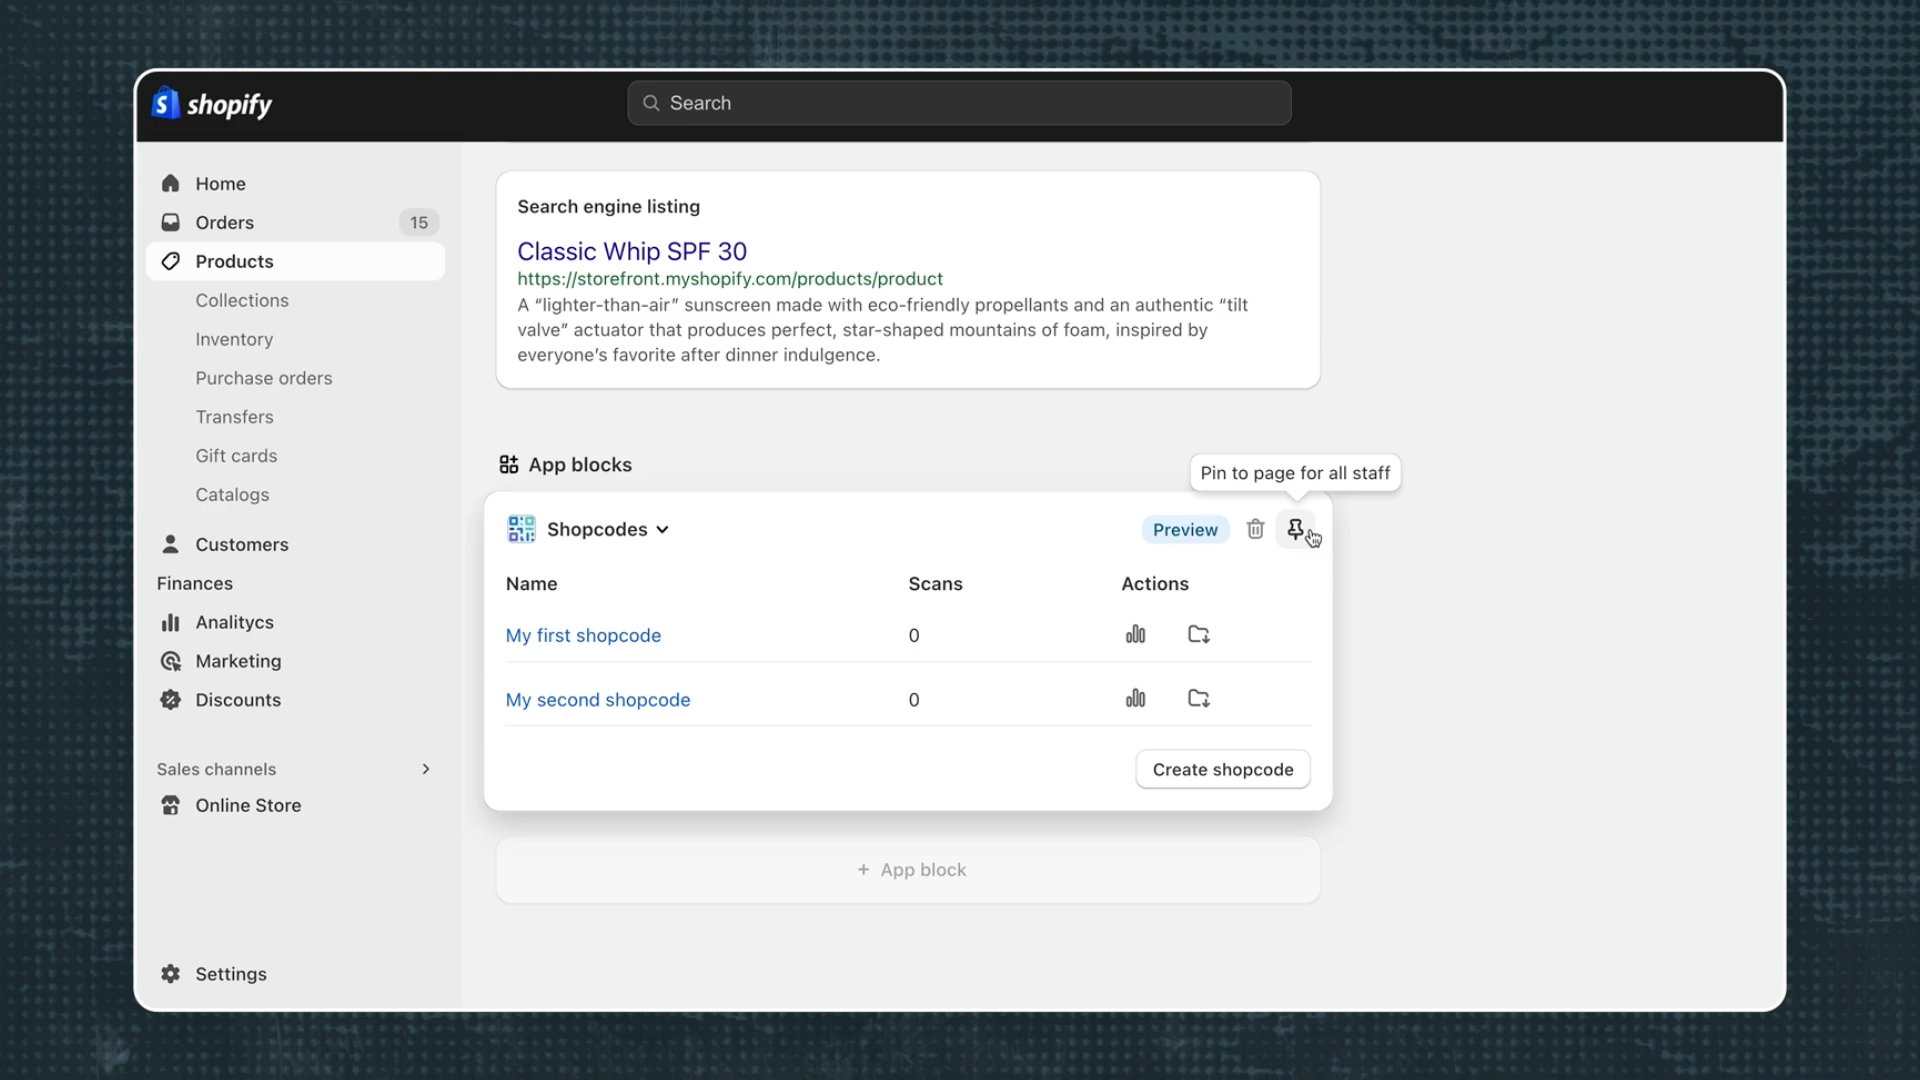 shopify
Search
Home
Orders 15
Products
Collections
Inventory
Purchase orders
Transfers
Gift cards
Catalogs
Customers
Finances
Analitycs
Marketing
Discounts
Sales channels
Online Store
Settings
Search engine listing
Classic Whip SPF 30
https://storefront.myshopify.com/products/product
A “lighter-than-air” sunscreen made with eco-friendly propellants and an authentic “tilt
valve” actuator that produces perfect, star-shaped mountains of foam, inspired by
everyone’s favorite after dinner indulgence.
App blocks
Pin to page for all staff
Shopcodes Preview
Name Scans Actions
My first shopcode 0
My second shopcode 0
Create shopcode
+ App block